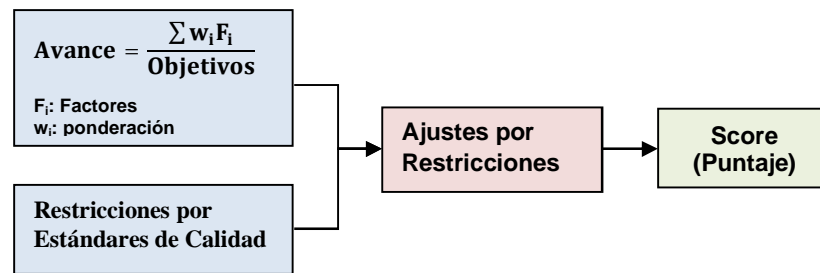 Avance = ∑ wᵢFᵢ / Objetivos
Fᵢ: Factores
wᵢ: ponderación
Restricciones por
Estándares de Calidad
Ajustes por
Restricciones
Score
(Puntaje)